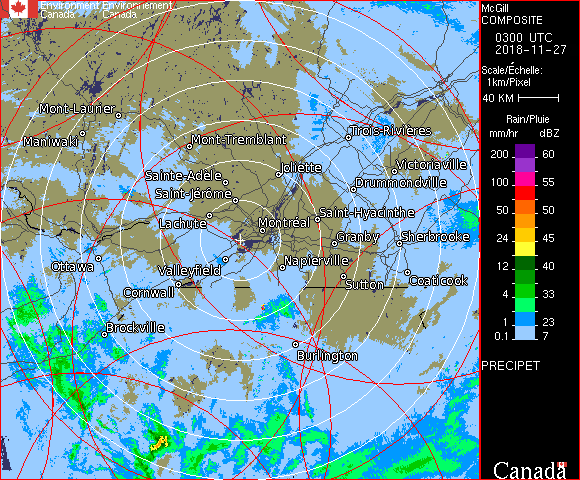 Environment Environnement
Canada Canada
Mont-Laurier
Maniwaki
Mont-Tremblant
Trois-Rivières
Joliette
Victoriaville
Sainte-Adèle
Drummondville
Saint-Jérôme
Saint-Hyacinthe
Lachute
Montréal
Granby
Sherbrooke
Ottawa
Valleyfield
Napierville
Sutton
Coaticook
Cornwall
Brockville
Burlington
McGill
COMPOSITE
0300 UTC
2018-11-27
Scale/Échelle:
1km/Pixel
40 KM
Rain/Pluie
mm/hr dBZ
200 60
100 55
50 50
24 45
12 40
4 33
1 23
0.1 7
PRECIPET
Canada